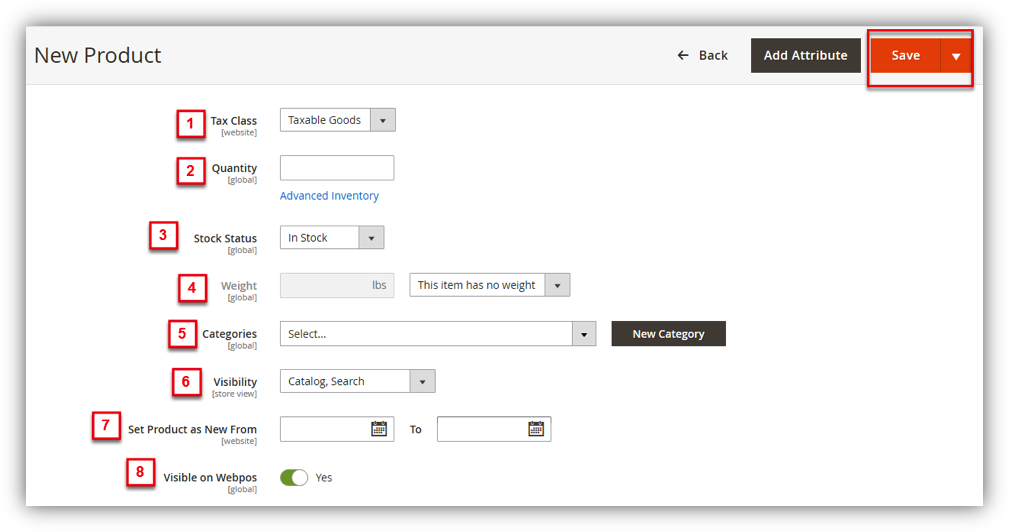 New Product
Back
Add Attribute
Save
1
Tax Class
[website]
Taxable Goods
2
Quantity
[global]
Advanced Inventory
3
Stock Status
[global]
In Stock
4
Weight
[global]
lbs
This item has no weight
5
Categories
[global]
Select...
New Category
6
Visibility
[store view]
Catalog, Search
7
Set Product as New From
[website]
To
8
Visible on Webpos
[global]
Yes